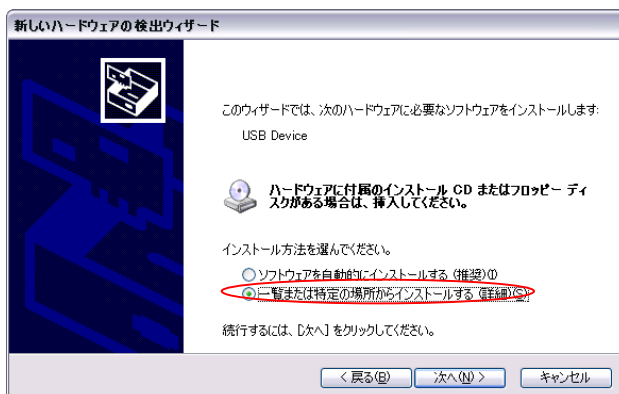 新しいハードウェアの検出ウィザード
このウィザードでは、次のハードウェアに必要なソフトウェアをインストールします:
USB Device
ハードウェアに付属のインストール CD またはフロッピー ディ
スクがある場合は、挿入してください。
インストール方法を選んでください。
ソフトウェアを自動的にインストールする (推奨)(I)
一覧または特定の場所からインストールする (詳細)(S)
続行するには、[次へ] をクリックしてください。
< 戻る(B) 次へ(N) > キャンセル